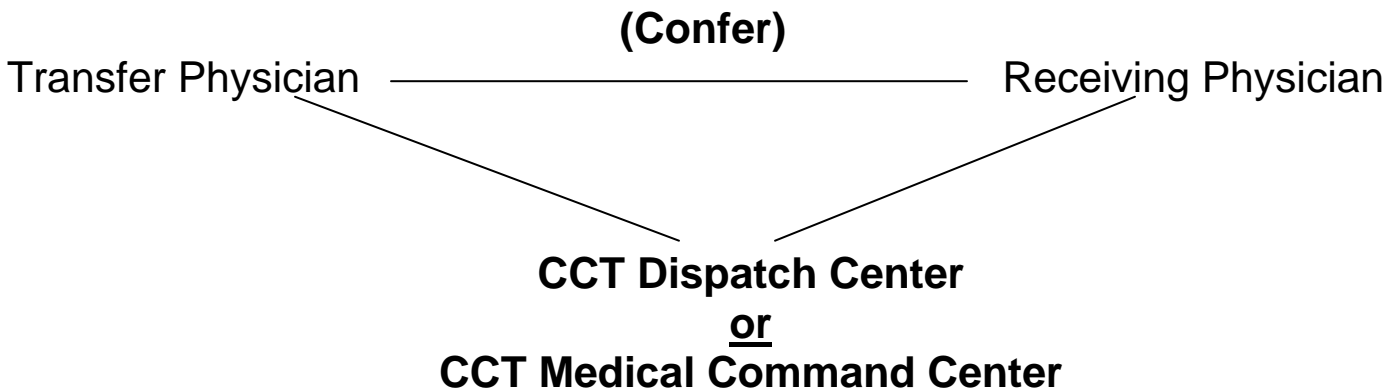 (Confer)
Transfer Physician Receiving Physician
CCT Dispatch Center
or
CCT Medical Command Center